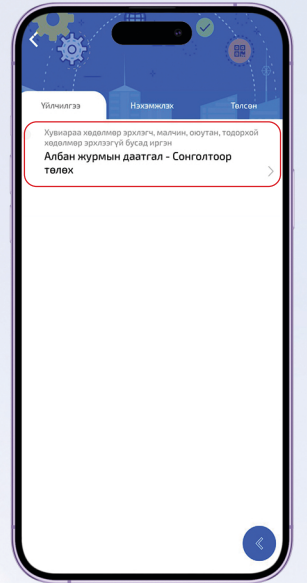 Үйлчилгээ Нэхэмжлэх Төлсөн
Хувиараа хөдөлмөр эрхлэгч, малчин, оюутан, тодорхой
хөдөлмөр эрхлээгүй бусад иргэн
Албан журмын даатгал - Сонголтоор
төлөх